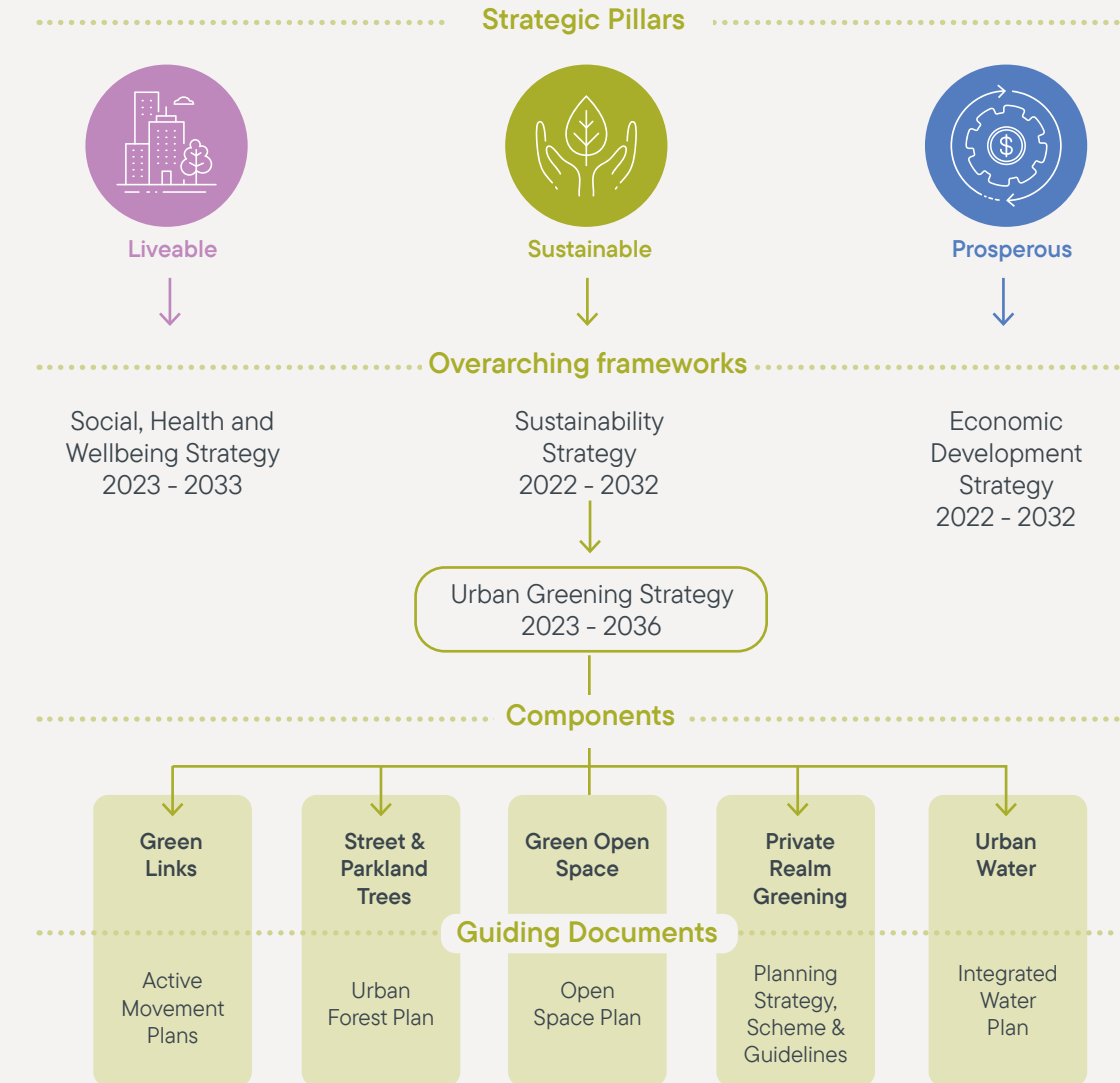 Strategic Pillars
$
Liveable
Sustainable
Prosperous
Overarching frameworks
Social, Health and
Wellbeing Strategy
2023 - 2033
Sustainability
Strategy
2022 - 2032
Economic
Development
Strategy
2022 - 2032
Urban Greening Strategy
2023 - 2036
Components
Green
Links
Street &
Parkland
Trees
Green Open
Space
Private
Realm
Greening
Urban
Water
Guiding Documents
Active
Movement
Plans
Urban
Forest Plan
Open
Space Plan
Planning
Strategy,
Scheme &
Guidelines
Integrated
Water
Plan